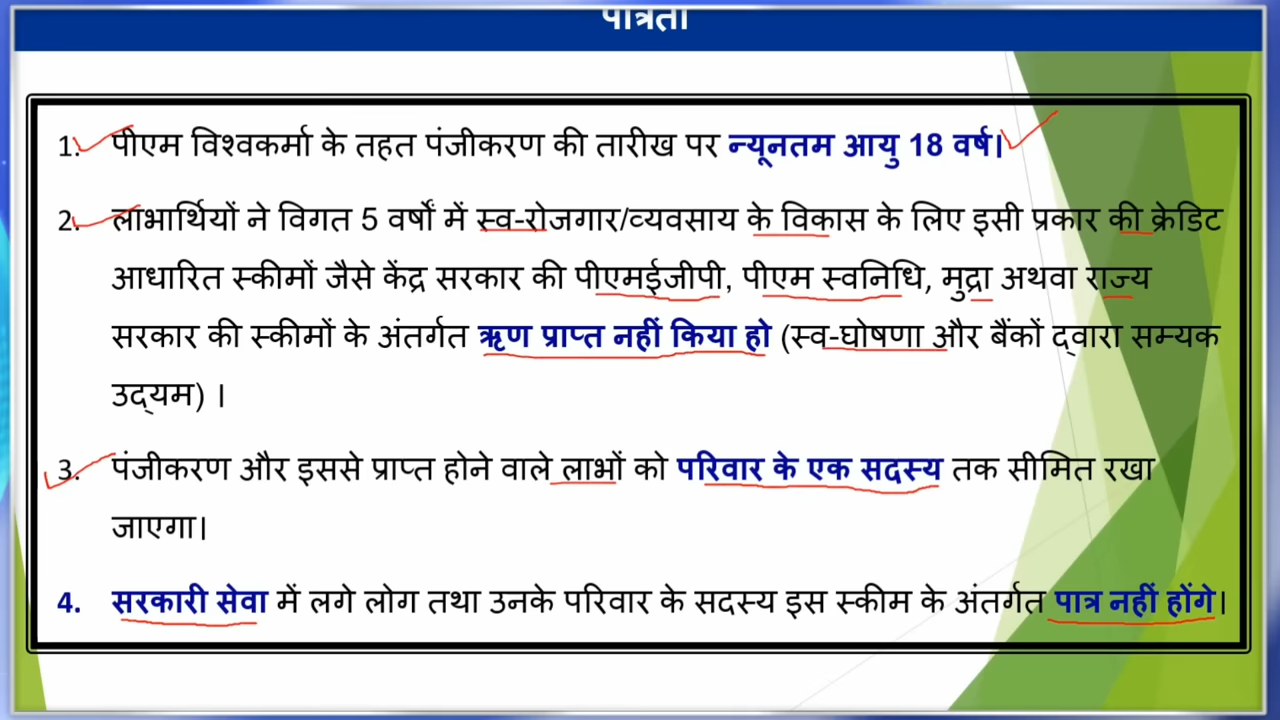 पात्रता
1. पीएम विश्वकर्मा के तहत पंजीकरण की तारीख पर न्यूनतम आयु 18 वर्ष।
2. लाभार्थियों ने विगत 5 वर्षों में स्व-रोजगार/व्यवसाय के विकास के लिए इसी प्रकार की क्रेडिट
आधारित स्कीमों जैसे केंद्र सरकार की पीएमईजीपी, पीएम स्वनिधि, मुद्रा अथवा राज्य
सरकार की स्कीमों के अंतर्गत ऋण प्राप्त नहीं किया हो (स्व-घोषणा और बैंकों द्वारा सम्यक
उद्यम) ।
3. पंजीकरण और इससे प्राप्त होने वाले लाभों को परिवार के एक सदस्य तक सीमित रखा
जाएगा।
4. सरकारी सेवा में लगे लोग तथा उनके परिवार के सदस्य इस स्कीम के अंतर्गत पात्र नहीं होंगे।